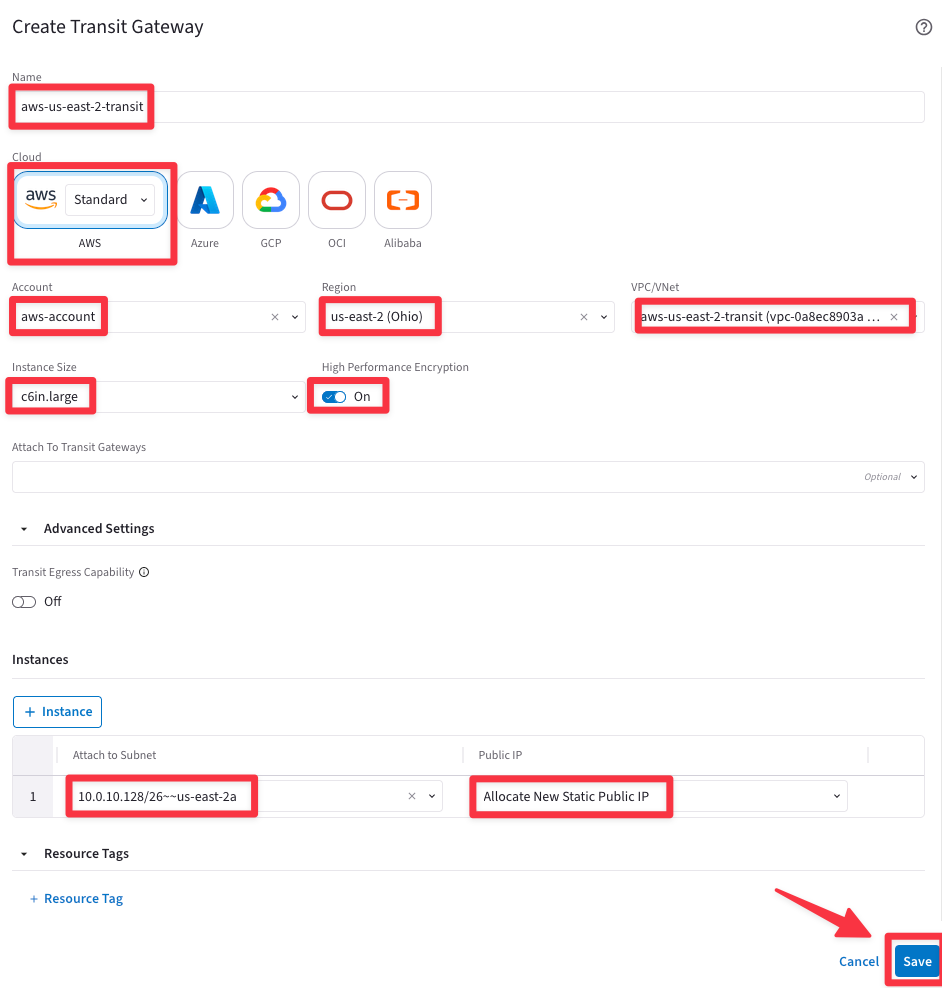 Create Transit Gateway
Name
aws-us-east-2-transit
Cloud
aws Standard
AWS Azure GCP OCI Alibaba
Account Region VPC/VNet
aws-account us-east-2 (Ohio) aws-us-east-2-transit (vpc-0a8ec8903a ...
Instance Size High Performance Encryption
c6in.large On
Attach To Transit Gateways
Optional
Advanced Settings
Transit Egress Capability
Off
Instances
+ Instance
Attach to Subnet Public IP
1 10.0.10.128/26~~us-east-2a Allocate New Static Public IP
Resource Tags
+ Resource Tag
Cancel Save